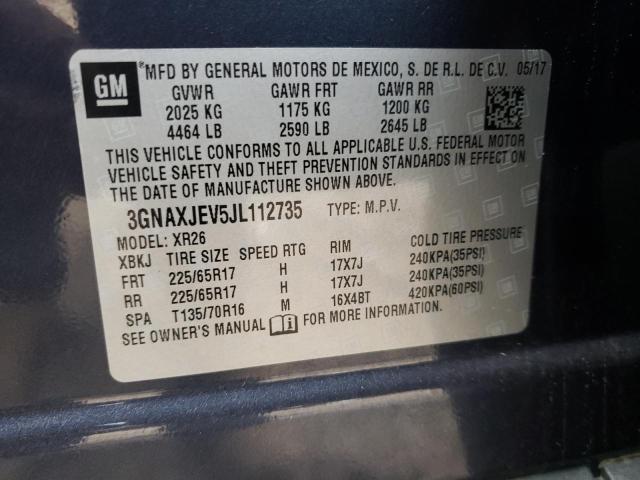 GM
MFD BY GENERAL MOTORS DE MEXICO, S. DE R.L. DE C.V. 05/17
GVWR GAWR FRT GAWR RR
2025 KG 1175 KG 1200 KG
4464 LB 2590 LB 2645 LB
THIS VEHICLE CONFORMS TO ALL APPLICABLE U.S. FEDERAL MOTOR
VEHICLE SAFETY AND THEFT PREVENTION STANDARDS IN EFFECT ON
THE DATE OF MANUFACTURE SHOWN ABOVE.
3GNAXJEV5JL112735 TYPE: M.P.V.
MODEL: XR26
XBKJ TIRE SIZE SPEED RTG RIM COLD TIRE PRESSURE
FRT 225/65R17 H 17X7J 240KPA(35PSI)
RR 225/65R17 H 17X7J 240KPA(35PSI)
SPA T135/70R16 M 16X4BT 420KPA(60PSI)
SEE OWNER'S MANUAL FOR MORE INFORMATION.